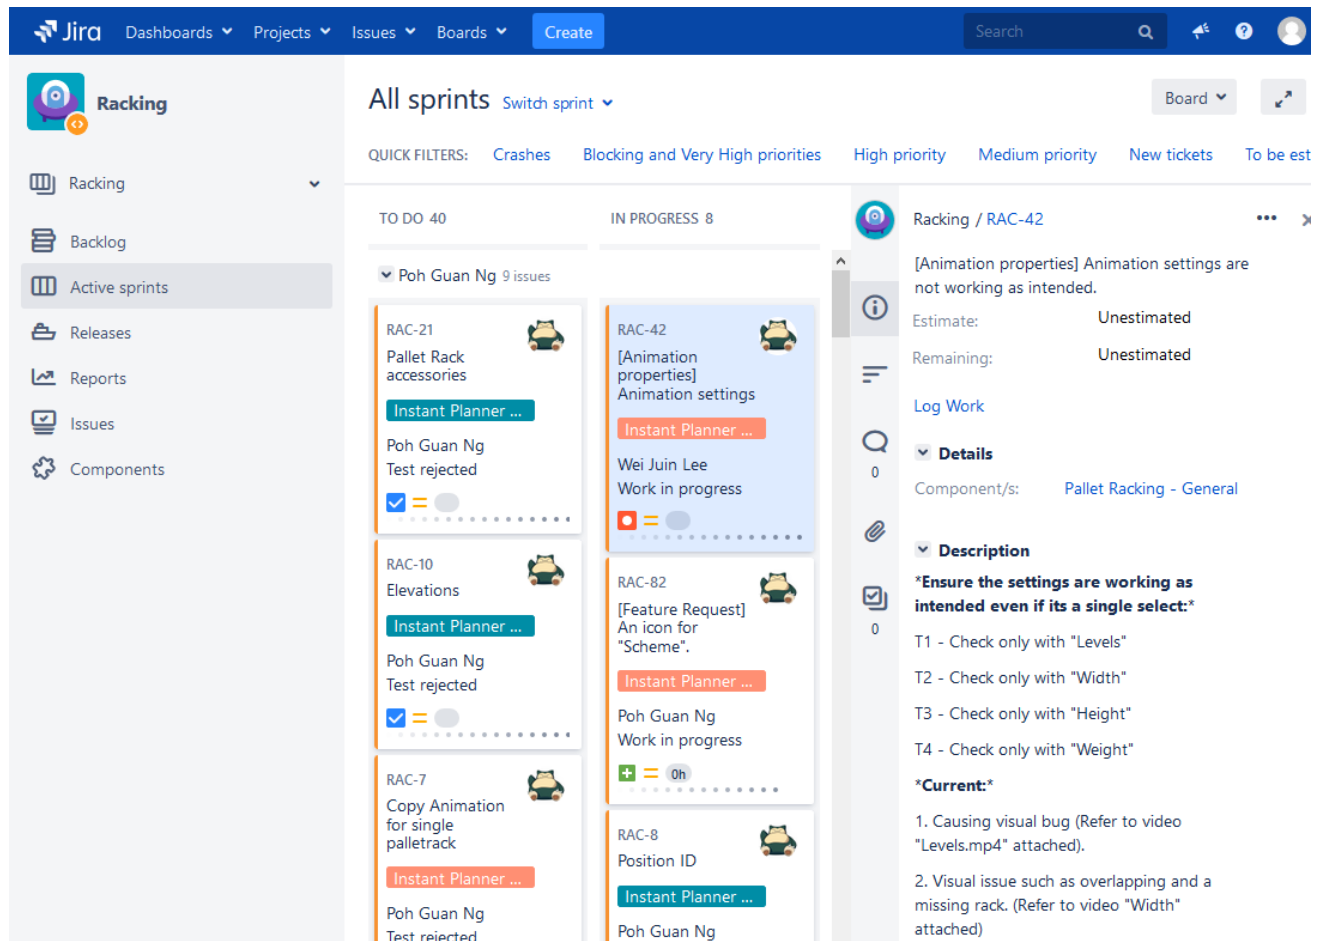 Jira Dashboards Projects Issues Boards Create Search
Racking
Racking
Backlog
Active sprints
Releases
Reports
Issues
Components
All sprints Switch sprint
Board
QUICK FILTERS: Crashes Blocking and Very High priorities High priority Medium priority New tickets To be est
TO DO 40
IN PROGRESS 8
Poh Guan Ng 9 issues
RAC-21
Pallet Rack
accessories
Instant Planner ...
Poh Guan Ng
Test rejected
RAC-10
Elevations
Instant Planner ...
Poh Guan Ng
Test rejected
RAC-7
Copy Animation
for single
palletrack
Instant Planner ...
Poh Guan Ng
Test rejected
RAC-42
[Animation
properties]
Animation settings
Instant Planner ...
Wei Juin Lee
Work in progress
RAC-82
[Feature Request]
An icon for
"Scheme".
Instant Planner ...
Poh Guan Ng
Work in progress
0h
RAC-8
Position ID
Instant Planner ...
Poh Guan Ng
0
0
Racking / RAC-42
[Animation properties] Animation settings are
not working as intended.
Estimate: Unestimated
Remaining: Unestimated
Log Work
Details
Component/s: Pallet Racking - General
Description
*Ensure the settings are working as
intended even if its a single select:*
T1 - Check only with "Levels"
T2 - Check only with "Width"
T3 - Check only with "Height"
T4 - Check only with "Weight"
*Current:*
1. Causing visual bug (Refer to video
"Levels.mp4" attached).
2. Visual issue such as overlapping and a
missing rack. (Refer to video "Width"
attached)